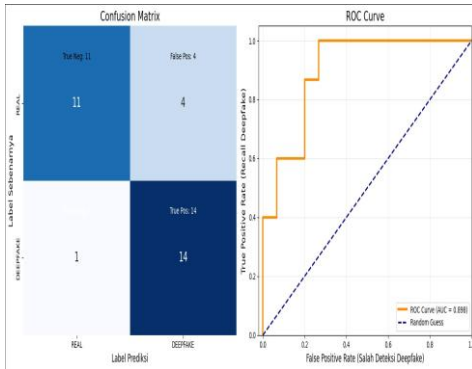 Confusion Matrix
True Neg: 11
False Pos: 4
11
4
True Pos: 14
1
14
REAL
DEEPFAKE
Label Sebenarnya
REAL
DEEPFAKE
Label Prediksi
ROC Curve
1.0
0.8
0.6
0.4
0.2
0.0
True Positive Rate (Recall Deepfake)
0.0
0.2
0.4
0.6
0.8
1.0
False Positive Rate (Salah Deteksi Deepfake)
ROC Curve (AUC = 0.898)
Random Guess